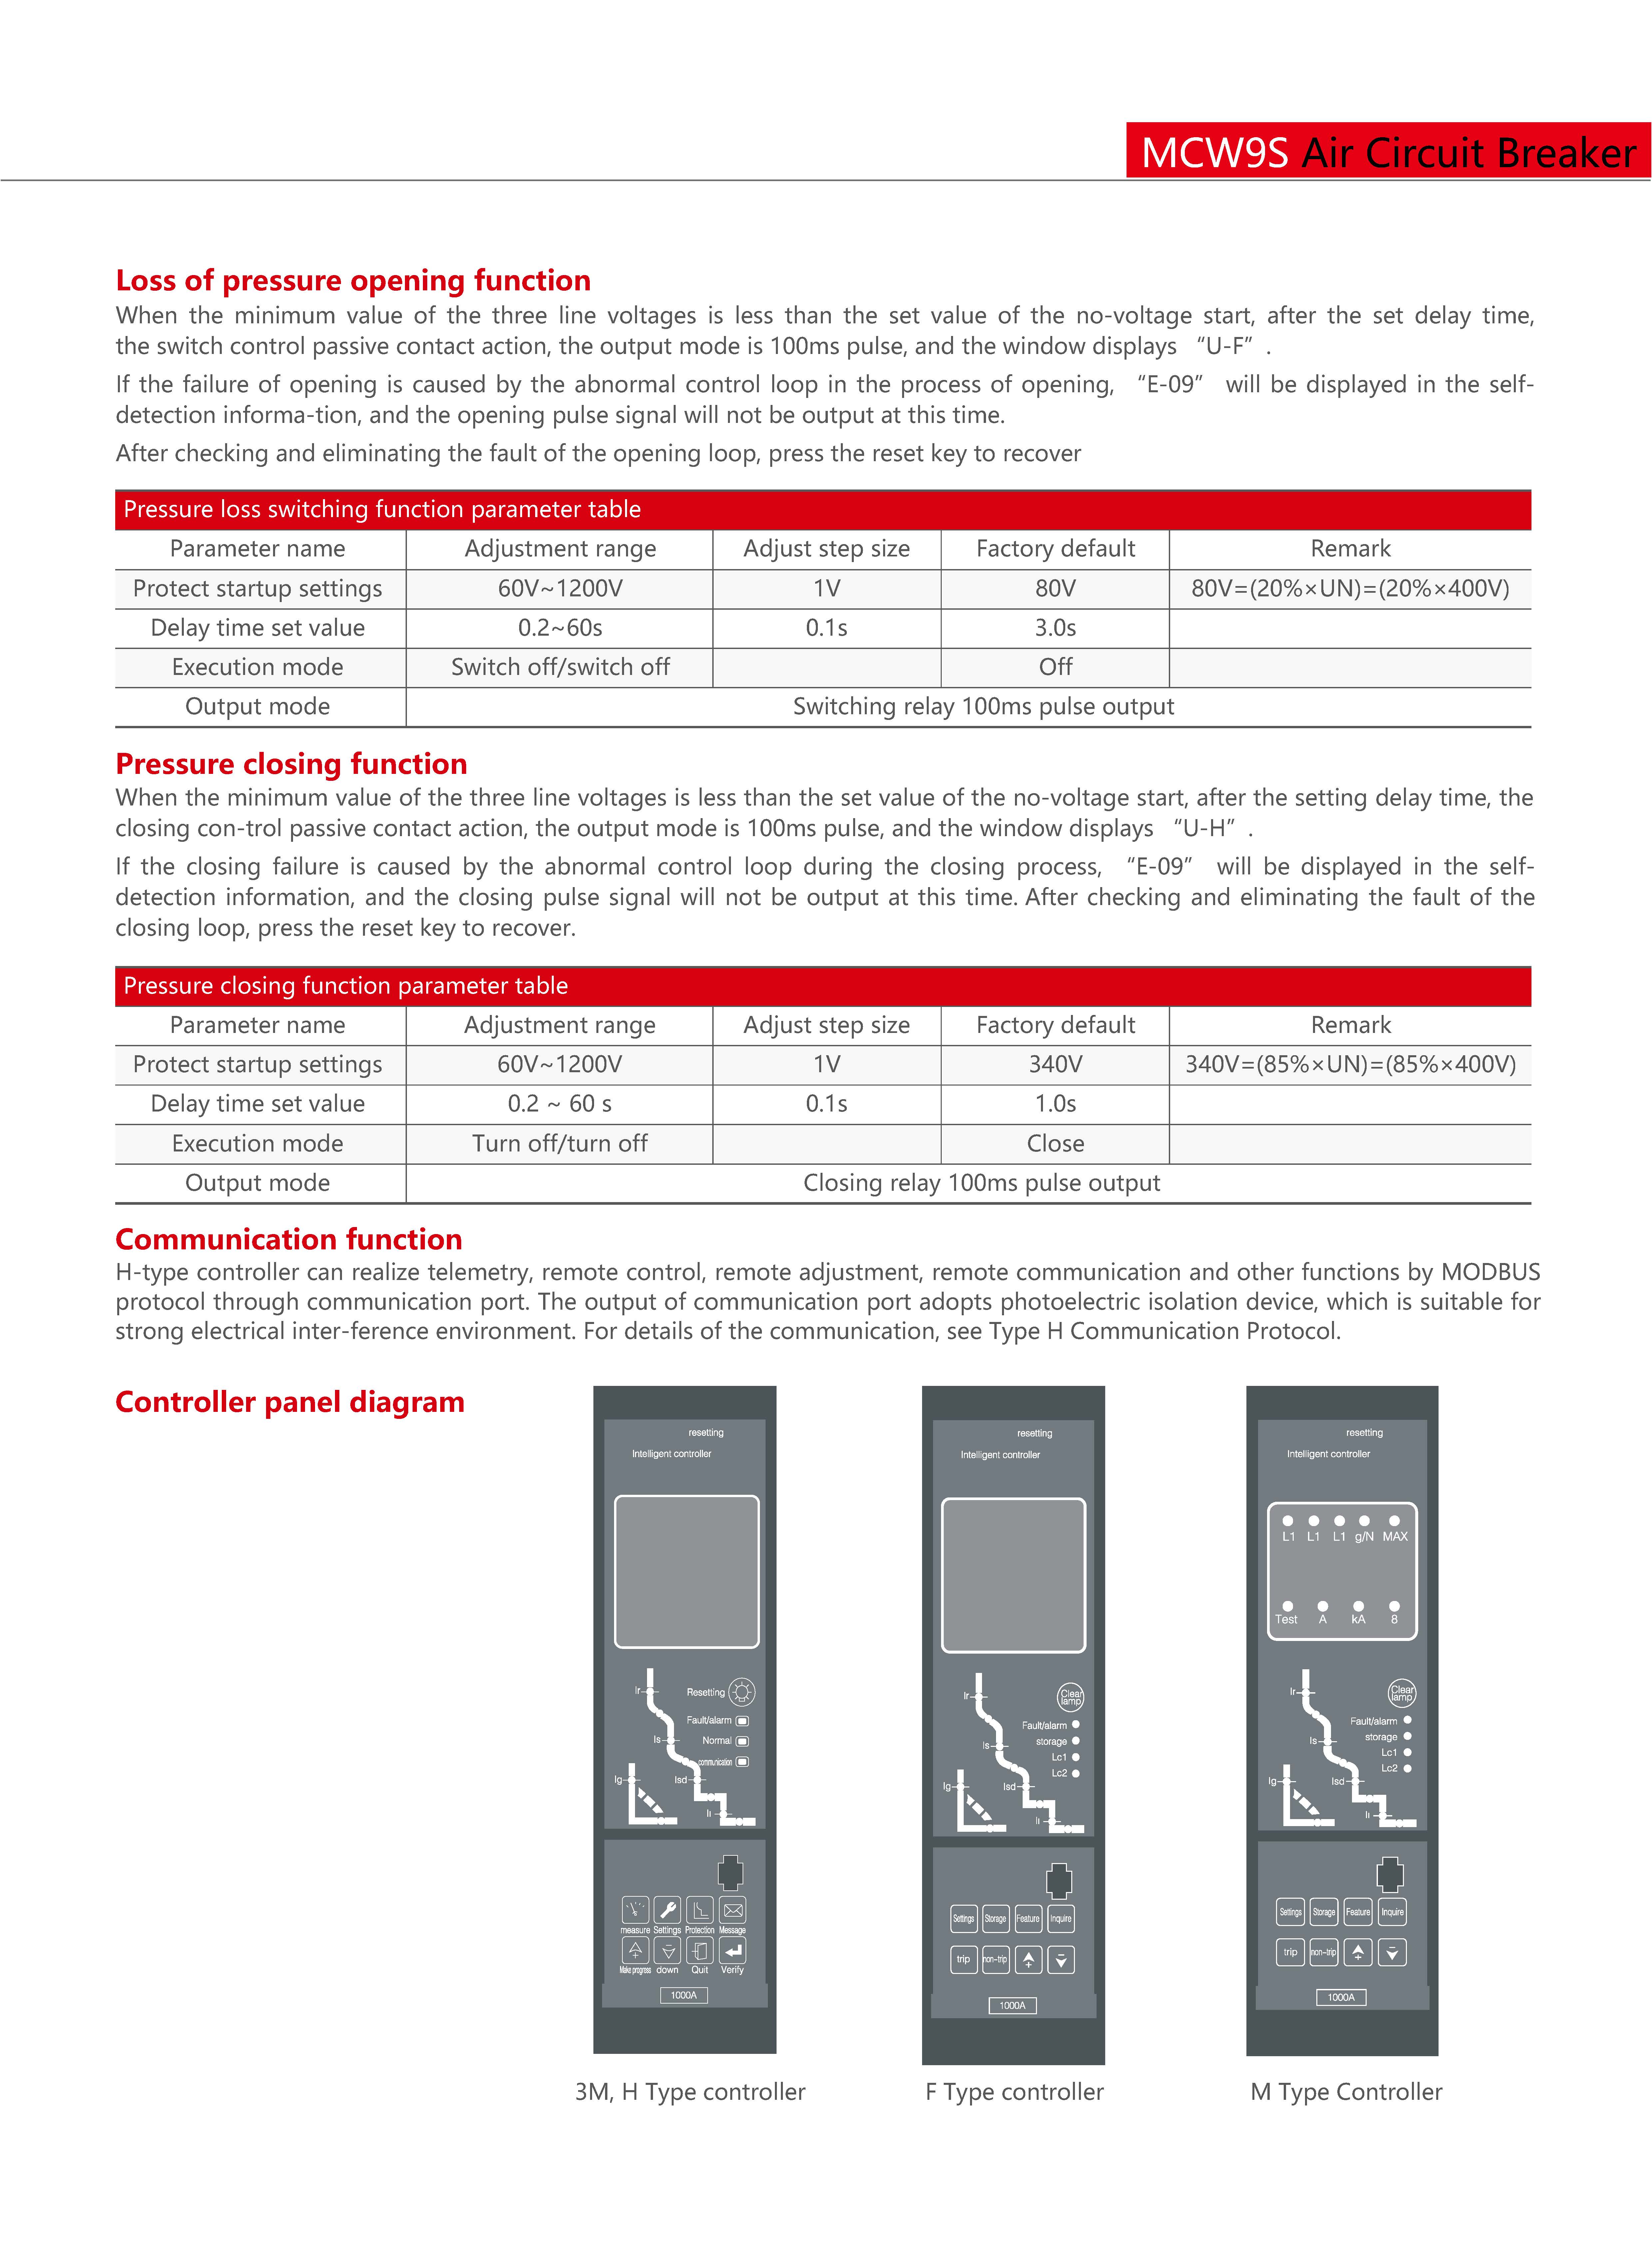 MCW9S Air Circuit Breaker
Loss of pressure opening function
When the minimum value of the three line voltages is less than the set value of the no-voltage start, after the set delay time,
the switch control passive contact action, the output mode is 100ms pulse, and the window displays “U-F” .
If the failure of opening is caused by the abnormal control loop in the process of opening, “E-09” will be displayed in the self-
detection informa-tion, and the opening pulse signal will not be output at this time.
After checking and eliminating the fault of the opening loop, press the reset key to recover
Pressure loss switching function parameter table
Parameter name Adjustment range Adjust step size Factory default Remark
Protect startup settings 60V~1200V 1V 80V 80V=(20%×UN)=(20%×400V)
Delay time set value 0.2~60s 0.1s 3.0s
Execution mode Switch off/switch off Off
Output mode Switching relay 100ms pulse output
Pressure closing function
When the minimum value of the three line voltages is less than the set value of the no-voltage start, after the setting delay time, the
closing con-trol passive contact action, the output mode is 100ms pulse, and the window displays “U-H” .
If the closing failure is caused by the abnormal control loop during the closing process, “E-09” will be displayed in the self-
detection information, and the closing pulse signal will not be output at this time. After checking and eliminating the fault of the
closing loop, press the reset key to recover.
Pressure closing function parameter table
Parameter name Adjustment range Adjust step size Factory default Remark
Protect startup settings 60V~1200V 1V 340V 340V=(85%×UN)=(85%×400V)
Delay time set value 0.2 ~ 60 s 0.1s 1.0s
Execution mode Turn off/turn off Close
Output mode Closing relay 100ms pulse output
Communication function
H-type controller can realize telemetry, remote control, remote adjustment, remote communication and other functions by MODBUS
protocol through communication port. The output of communication port adopts photoelectric isolation device, which is suitable for
strong electrical inter-ference environment. For details of the communication, see Type H Communication Protocol.
Controller panel diagram
resetting
Intelligent controller
Ir
Resetting
Fault/alarm
Is
Normal
communication
Ig
Isd
Ii
measure Settings Protection Message
Make progress down Quit Verify
1000A
3M, H Type controller
resetting
Intelligent controller
Ir
Clear
lamp
Fault/alarm
storage
Is
Lc1
Lc2
Ig
Isd
Ii
Settings Storage Feature Inquire
trip non-trip
1000A
F Type controller
resetting
Intelligent controller
L1 L1 L1 g/N MAX
Test A kA 8
Ir
Clear
lamp
Fault/alarm
storage
Is
Lc1
Lc2
Ig
Isd
Ii
Settings Storage Feature Inquire
trip non-trip
1000A
M Type Controller